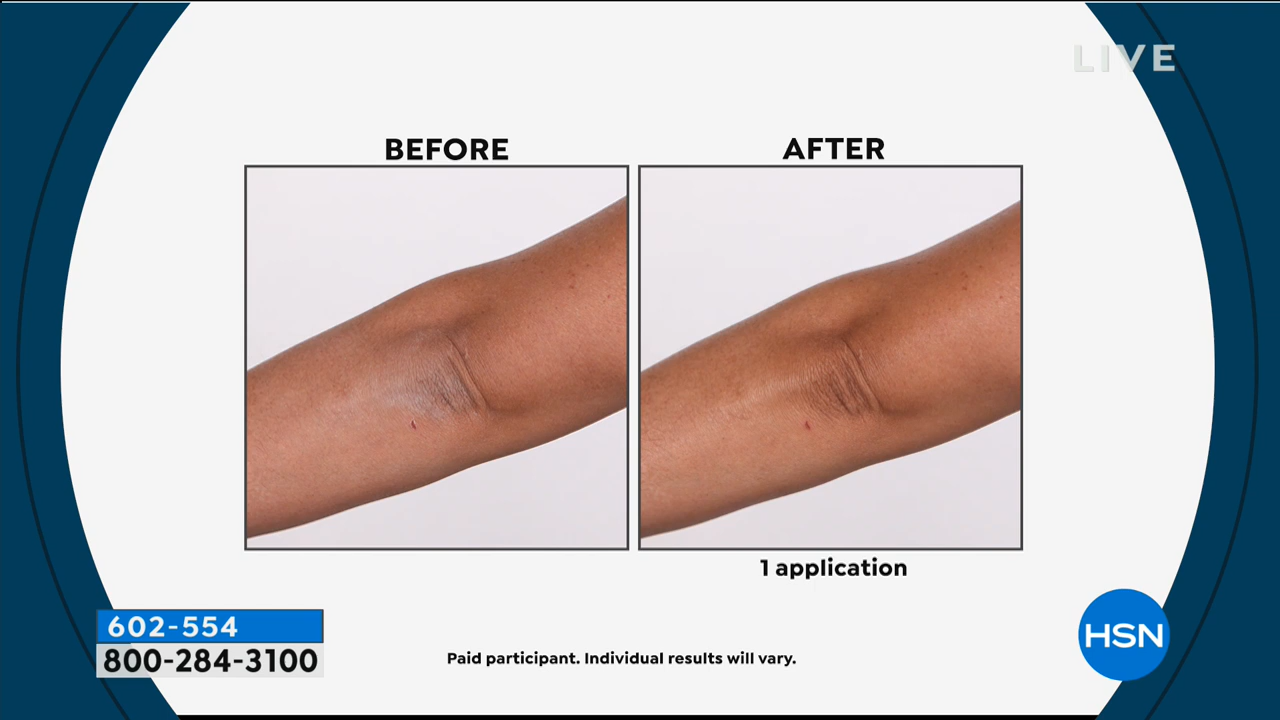 LIVE
BEFORE
AFTER
1 application
602-554
800-284-3100
Paid participant. Individual results will vary.
HSN